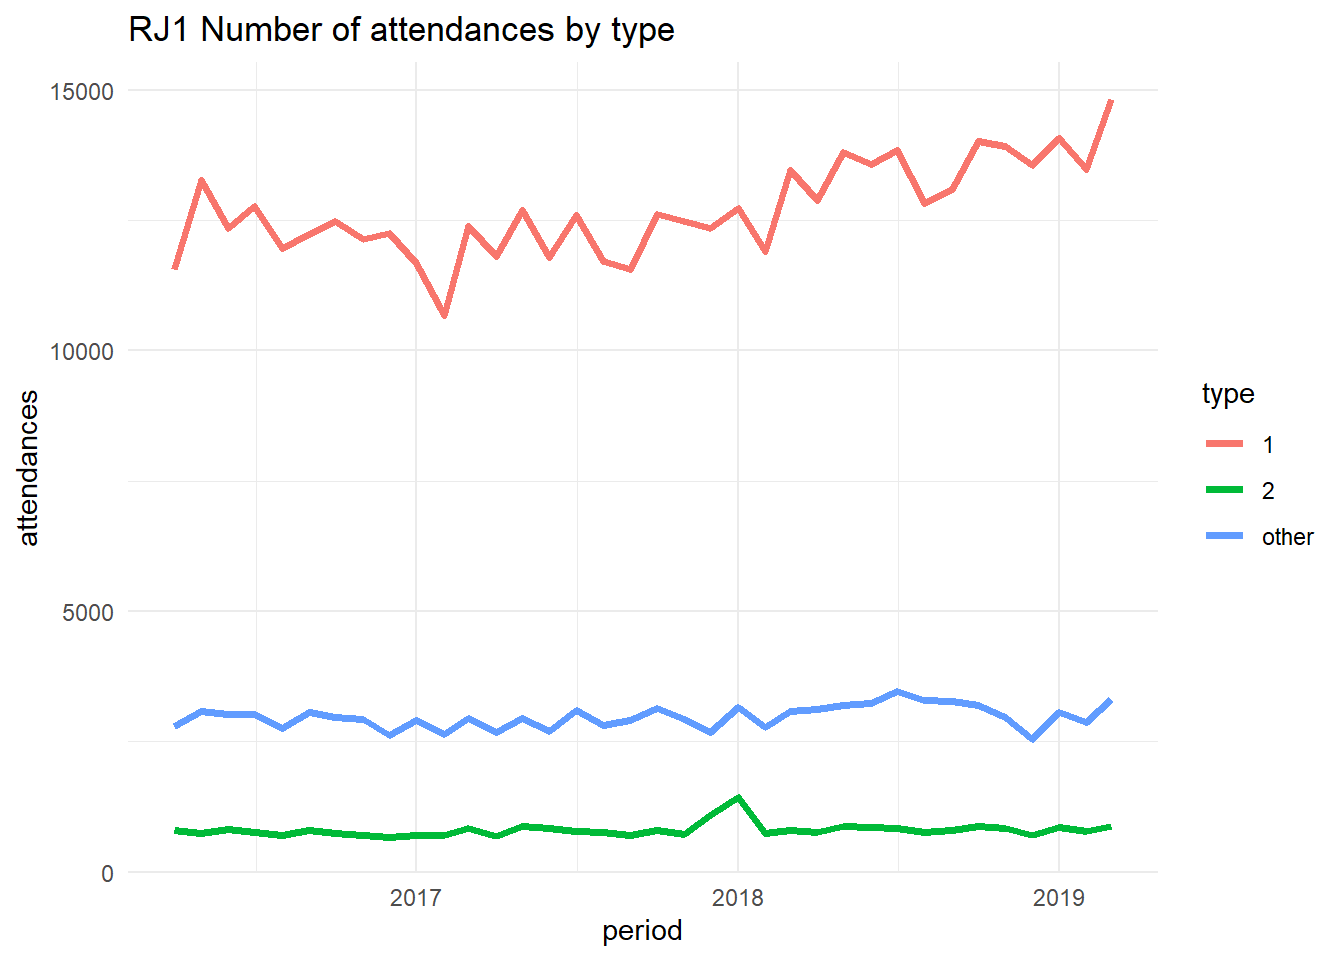 RJ1 Number of attendances by type
15000
10000
5000
0
attendances
2017
2018
2019
period
type
1
2
other